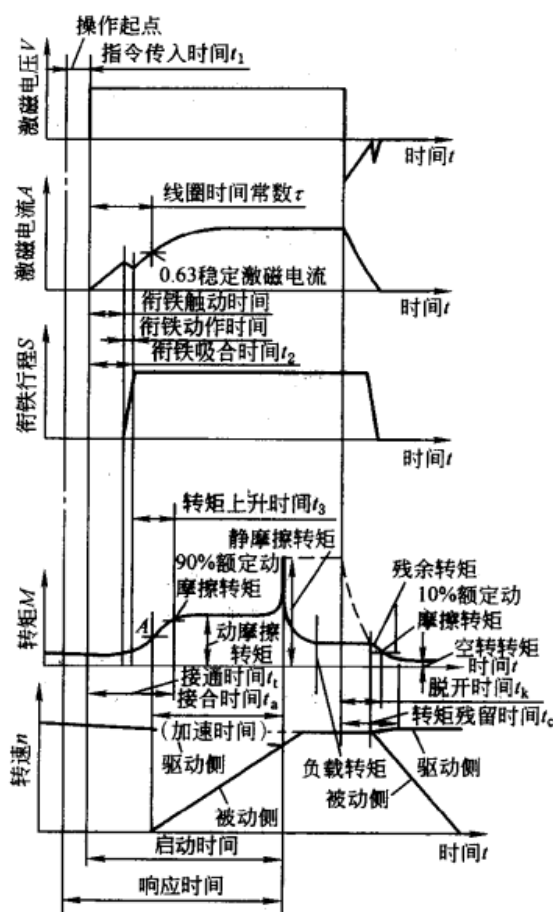 操作起点
指令传入时间t₁
激磁电压V
时间t
线圈时间常数τ
激磁电流A
0.63稳定激磁电流
衔铁触动时间
时间t
衔铁动作时间
衔铁吸合时间t₂
衔铁行程S
时间t
转矩上升时间t₃
静摩擦转矩
90%额定动
摩擦转矩
残余转矩
10%额定动
摩擦转矩
转矩M
A
动摩擦
转矩
空转转矩
时间t
接通时间tₜ
脱开时间tₖ
接合时间tₐ
转矩残留时间t_c
(加速时间)
转速n
驱动侧
负载转矩
驱动侧
被动侧
被动侧
启动时间
时间t
响应时间